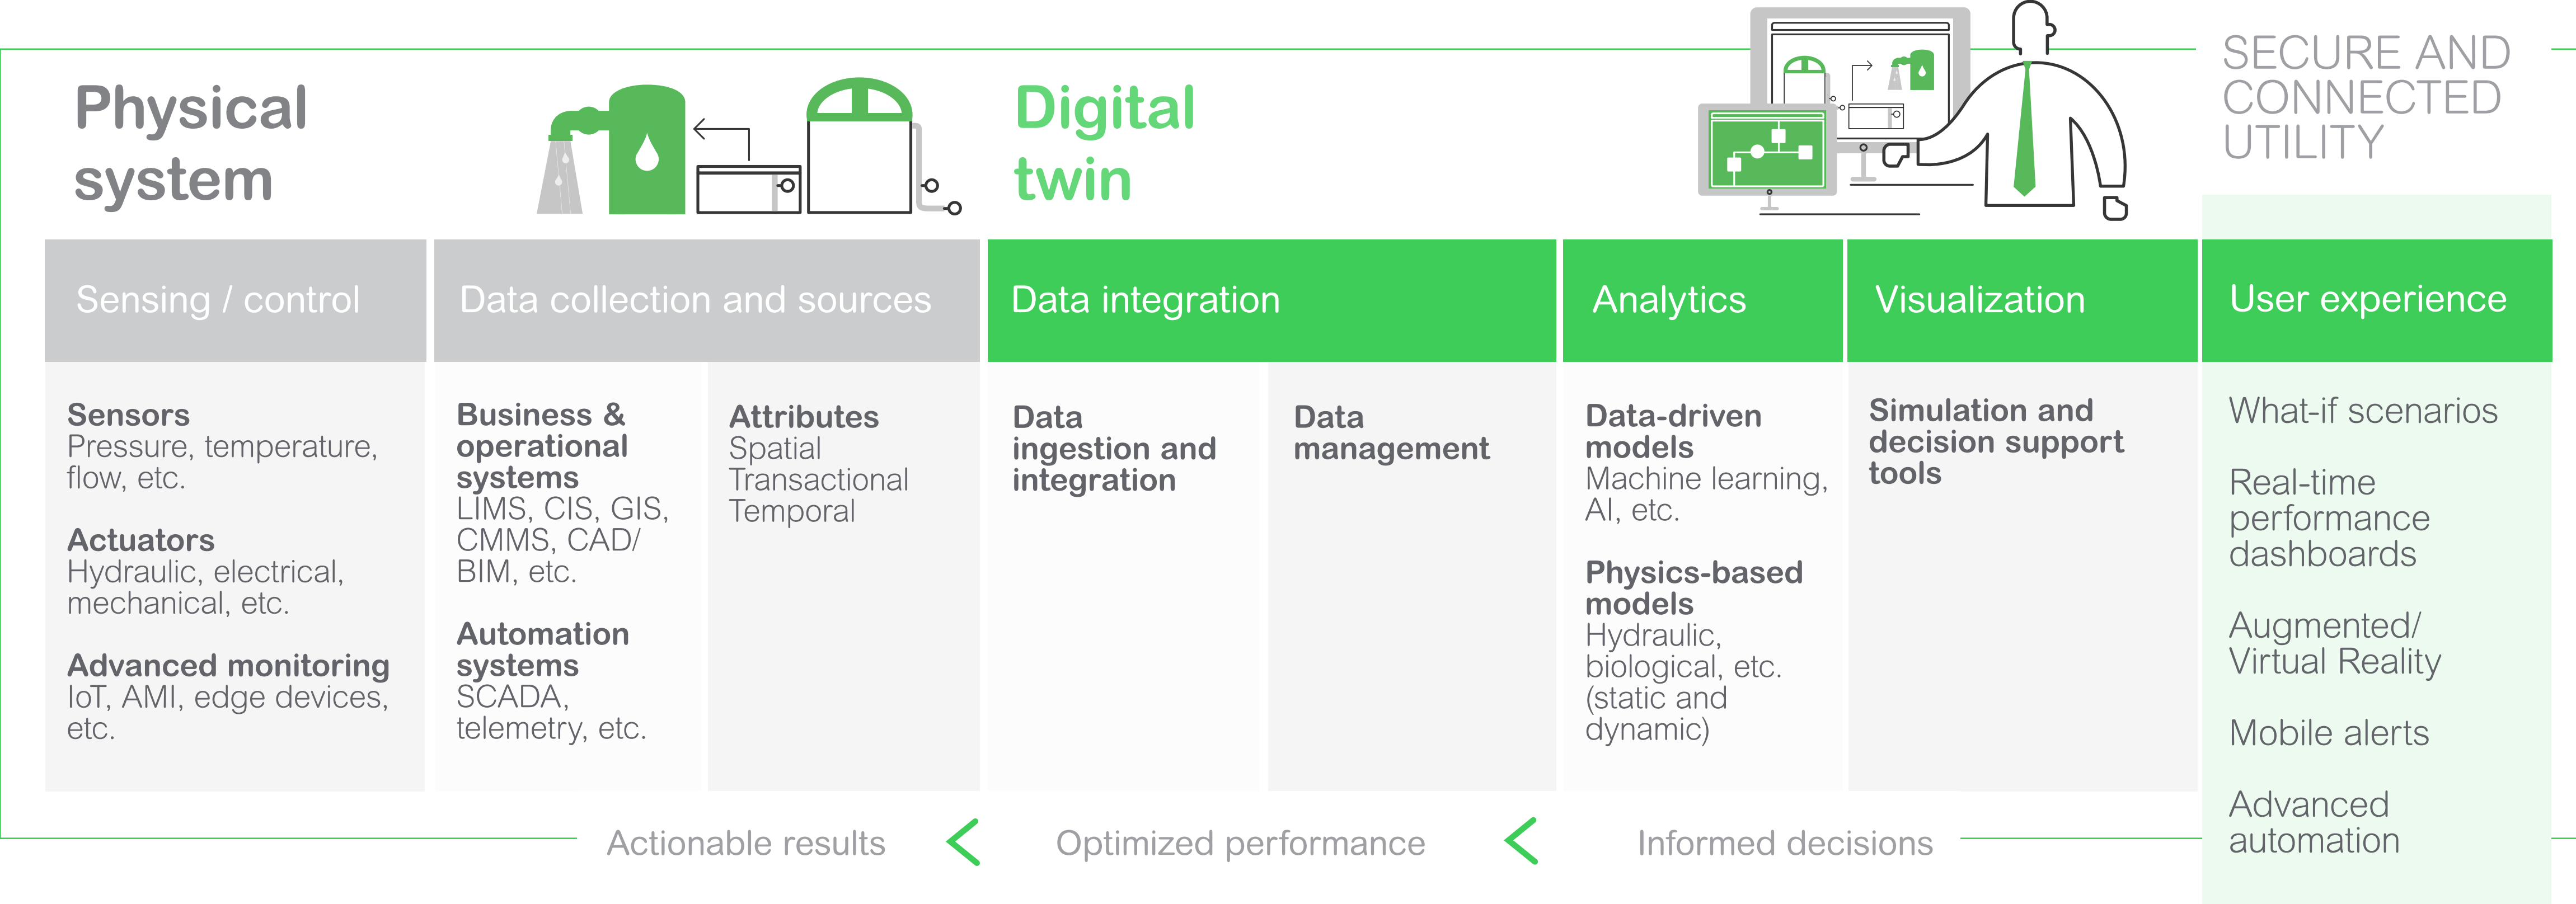 Physical
system
Digital
twin
SECURE AND
CONNECTED
UTILITY
Sensing / control
Data collection and sources
Data integration
Analytics
Visualization
User experience
Sensors
Pressure, temperature,
flow, etc.
Actuators
Hydraulic, electrical,
mechanical, etc.
Advanced monitoring
IoT, AMI, edge devices,
etc.
Business &
operational
systems
LIMS, CIS, GIS,
CMMS, CAD/
BIM, etc.
Automation
systems
SCADA,
telemetry, etc.
Attributes
Spatial
Transactional
Temporal
Data
ingestion and
integration
Data
management
Data-driven
models
Machine learning,
AI, etc.
Physics-based
models
Hydraulic,
biological, etc.
(static and
dynamic)
Simulation and
decision support
tools
What-if scenarios
Real-time
performance
dashboards
Augmented/
Virtual Reality
Mobile alerts
Advanced
automation
Actionable results
Optimized performance
Informed decisions